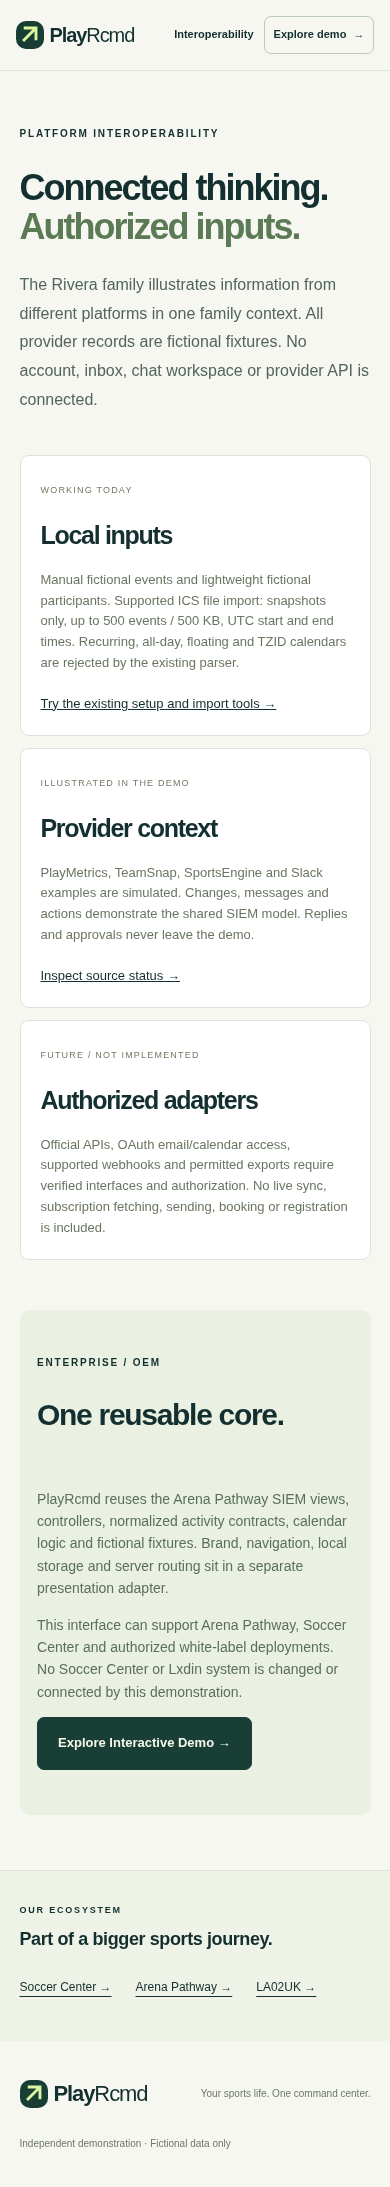 PlayRcmd
Interoperability
Explore demo →
PLATFORM INTEROPERABILITY
Connected thinking.
Authorized inputs.
The Rivera family illustrates information from
different platforms in one family context. All
provider records are fictional fixtures. No
account, inbox, chat workspace or provider API is
connected.
WORKING TODAY
Local inputs
Manual fictional events and lightweight fictional
participants. Supported ICS file import: snapshots
only, up to 500 events / 500 KB, UTC start and end
times. Recurring, all-day, floating and TZID calendars
are rejected by the existing parser.
Try the existing setup and import tools →
ILLUSTRATED IN THE DEMO
Provider context
PlayMetrics, TeamSnap, SportsEngine and Slack
examples are simulated. Changes, messages and
actions demonstrate the shared SIEM model. Replies
and approvals never leave the demo.
Inspect source status →
FUTURE / NOT IMPLEMENTED
Authorized adapters
Official APIs, OAuth email/calendar access,
supported webhooks and permitted exports require
verified interfaces and authorization. No live sync,
subscription fetching, sending, booking or registration
is included.
ENTERPRISE / OEM
One reusable core.
PlayRcmd reuses the Arena Pathway SIEM views,
controllers, normalized activity contracts, calendar
logic and fictional fixtures. Brand, navigation, local
storage and server routing sit in a separate
presentation adapter.
This interface can support Arena Pathway, Soccer
Center and authorized white-label deployments.
No Soccer Center or Lxdin system is changed or
connected by this demonstration.
Explore Interactive Demo →
OUR ECOSYSTEM
Part of a bigger sports journey.
Soccer Center → Arena Pathway → LA02UK →
PlayRcmd
Your sports life. One command center.
Independent demonstration · Fictional data only